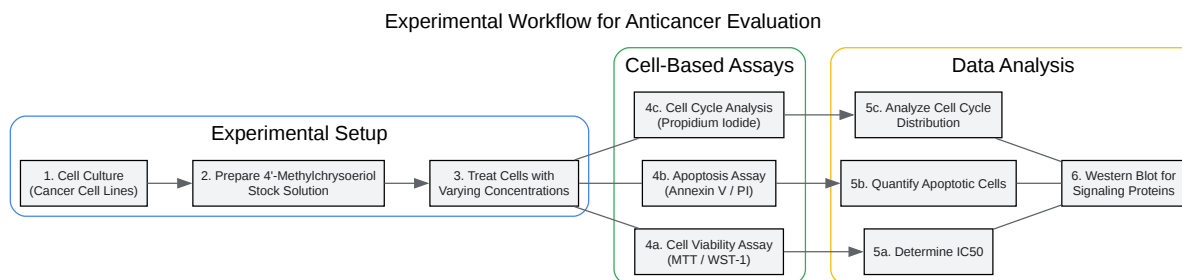 Experimental Workflow for Anticancer Evaluation
Experimental Setup
1. Cell Culture
(Cancer Cell Lines)
2. Prepare 4'-Methylchrysoeriol
Stock Solution
3. Treat Cells with
Varying Concentrations
Cell-Based Assays
4c. Cell Cycle Analysis
(Propidium Iodide)
4b. Apoptosis Assay
(Annexin V / PI)
4a. Cell Viability Assay
(MTT / WST-1)
Data Analysis
5c. Analyze Cell Cycle
Distribution
5b. Quantify Apoptotic Cells
5a. Determine IC50
6. Western Blot for
Signaling Proteins